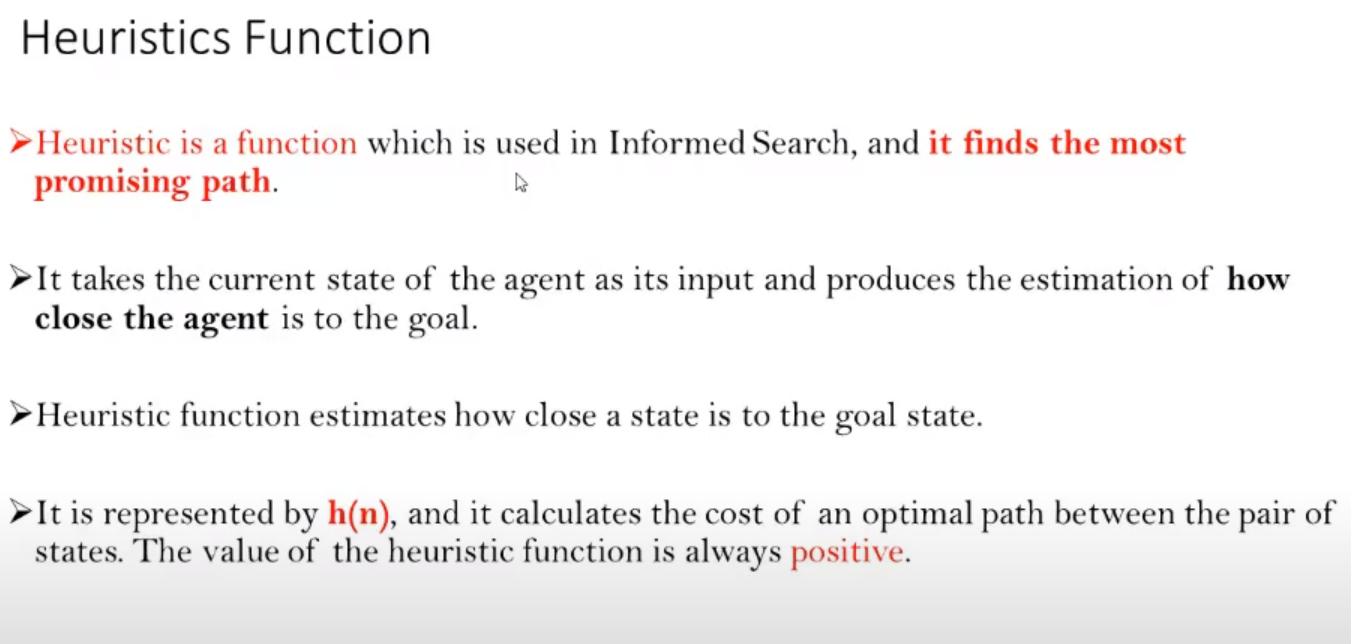 Heuristics Function
➢Heuristic is a function which is used in Informed Search, and it finds the most
promising path.
➢It takes the current state of the agent as its input and produces the estimation of how
close the agent is to the goal.
➢Heuristic function estimates how close a state is to the goal state.
➢It is represented by h(n), and it calculates the cost of an optimal path between the pair of
states. The value of the heuristic function is always positive.